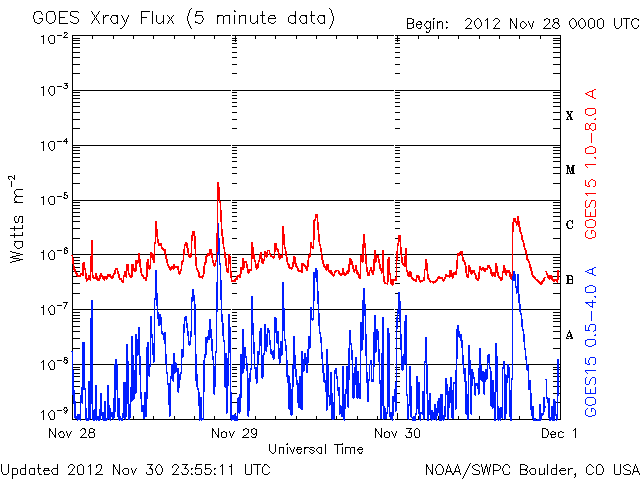 GOES Xray Flux (5 minute data)
Begin: 2012 Nov 28 0000 UTC
10⁻²
10⁻³
10⁻⁴
10⁻⁵
10⁻⁶
10⁻⁷
10⁻⁸
10⁻⁹
Watts m⁻²
X
M
C
B
A
GOES15 1.0-8.0 A
GOES15 0.5-4.0 A
Nov 28
Nov 29
Nov 30
Dec 1
Universal Time
Updated 2012 Nov 30 23:55:11 UTC
NOAA/SWPC Boulder, CO USA